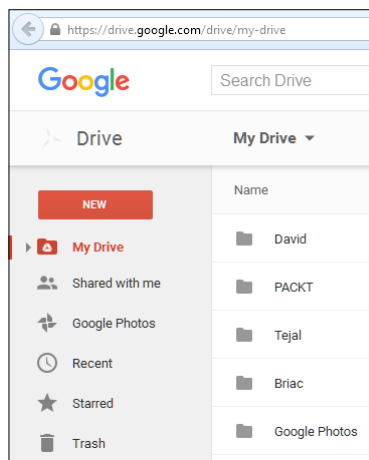 https://drive.google.com/drive/my-drive
Google
Search Drive
Drive
My Drive
NEW
My Drive
Shared with me
Google Photos
Recent
Starred
Trash
Name
David
PACKT
Tejal
Briac
Google Photos